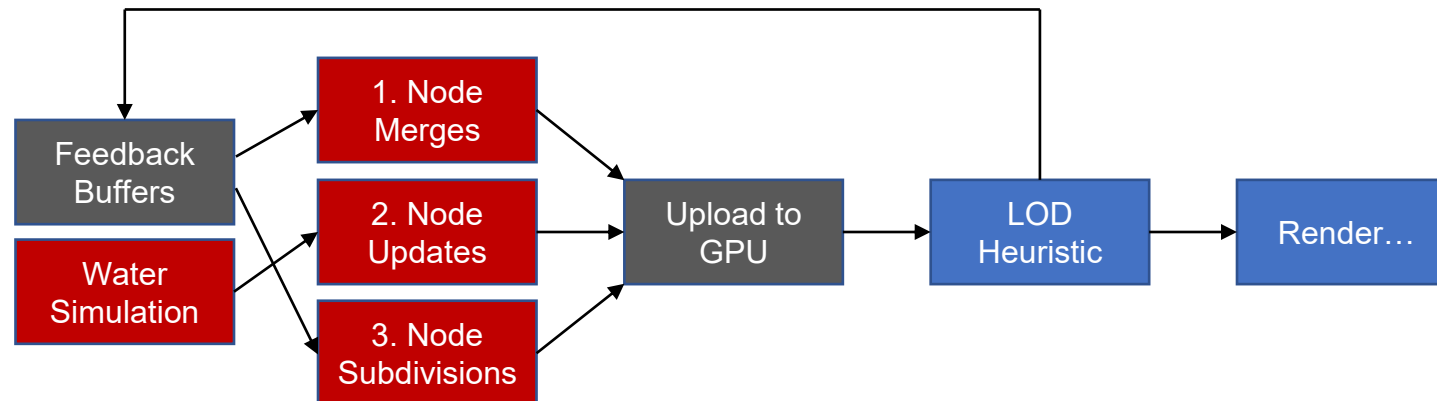 Feedback
Buffers
Water
Simulation
1. Node
Merges
2. Node
Updates
3. Node
Subdivisions
Upload to
GPU
LOD
Heuristic
Render…